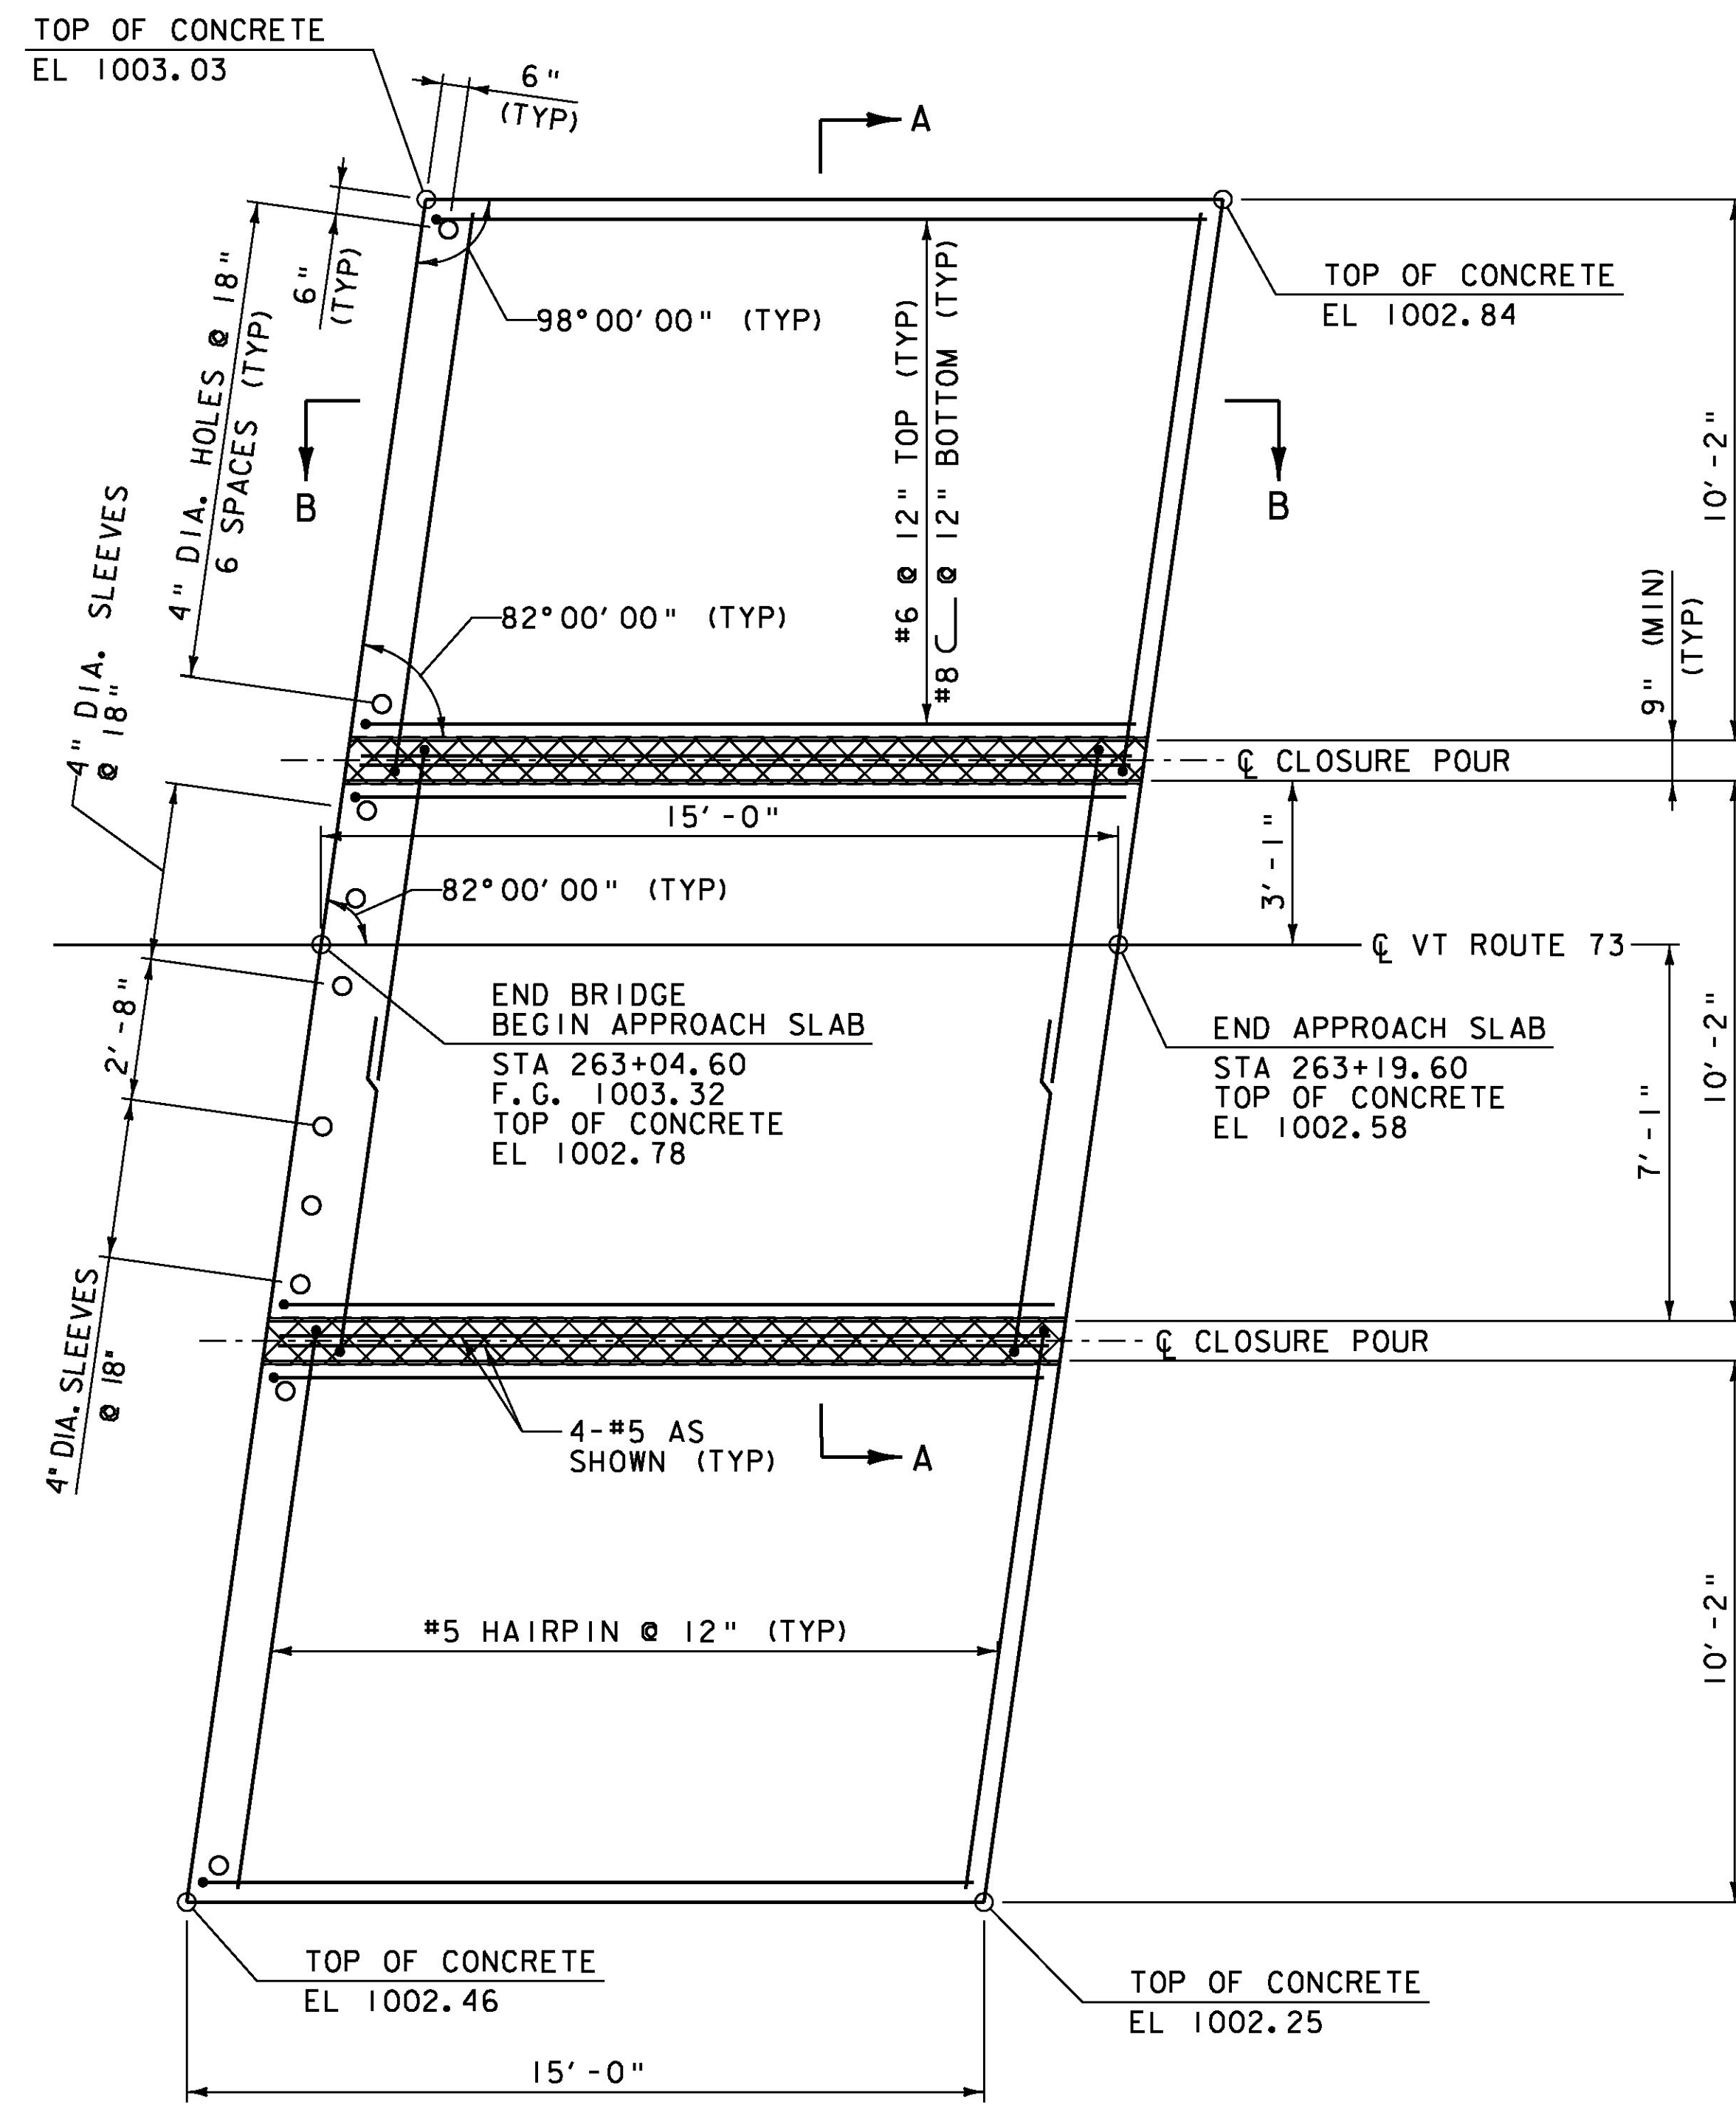 TOP OF CONCRETE
EL 1003.03
6"
(TYP)
A
6"
(TYP)
4" DIA. HOLES @ 18"
6 SPACES (TYP)
98°00'00" (TYP)
#6 @ 12" TOP (TYP)
#8 @ 12" BOTTOM (TYP)
TOP OF CONCRETE
EL 1002.84
10'-2"
B
B
4" DIA. SLEEVES
@ 18"
82°00'00" (TYP)
9" (MIN)
(TYP)
℄ CLOSURE POUR
15'-0"
3'-1"
82°00'00" (TYP)
℄ VT ROUTE 73
2'-8"
END BRIDGE
BEGIN APPROACH SLAB
STA 263+04.60
F.G. 1003.32
TOP OF CONCRETE
EL 1002.78
END APPROACH SLAB
STA 263+19.60
TOP OF CONCRETE
EL 1002.58
10'-2"
7'-1"
4" DIA. SLEEVES
@ 18"
℄ CLOSURE POUR
4-#5 AS
SHOWN (TYP)
A
#5 HAIRPIN @ 12" (TYP)
10'-2"
TOP OF CONCRETE
EL 1002.46
TOP OF CONCRETE
EL 1002.25
15'-0"